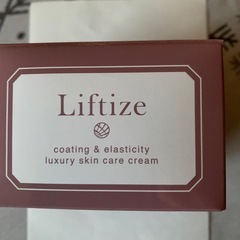 Liftize
coating & elasticity
luxury skin care cream